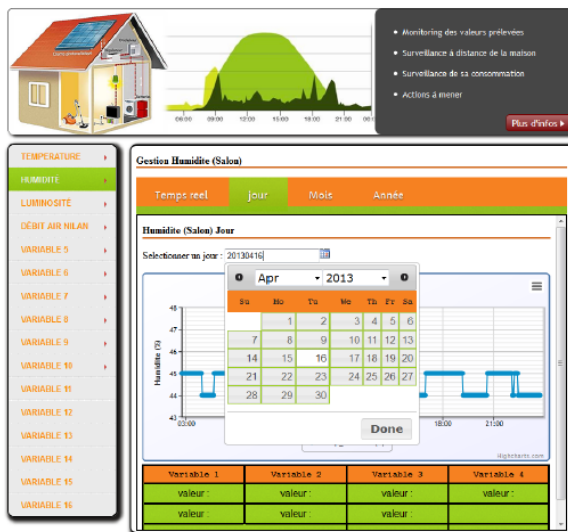 Monitoring des valeurs prélevées
Surveillance à distance de la maison
Surveillance de sa consommation
Actions à mener
Plus d'infos
06:00 09:00 12:00 15:00 18:00 21:00 00
TEMPERATURE
HUMIDITE
LUMINOSITÉ
DÉBIT AIR NILAN
VARIABLE 5
VARIABLE 6
VARIABLE 7
VARIABLE 8
VARIABLE 9
VARIABLE 10
VARIABLE 11
VARIABLE 12
VARIABLE 13
VARIABLE 14
VARIABLE 15
VARIABLE 16
Gestion Humidite (Salon)
Temps reel jour Mois Année
Humidite (Salon) Jour
Selectionner un jour : 20130416
Apr 2013
Su Mo Tu We Th Fr Sa
1 2 3 4 5 6
7 8 9 10 11 12 13
14 15 16 17 18 19 20
21 22 23 24 25 26 27
28 29 30
Done
Humidite (%)
48
47
46
45
44
43
03:00 18:00 21:00
Highcharts.com
Variable 1 Variable 2 Variable 3 Variable 4
valeur : valeur : valeur : valeur :
valeur : valeur : valeur : valeur :